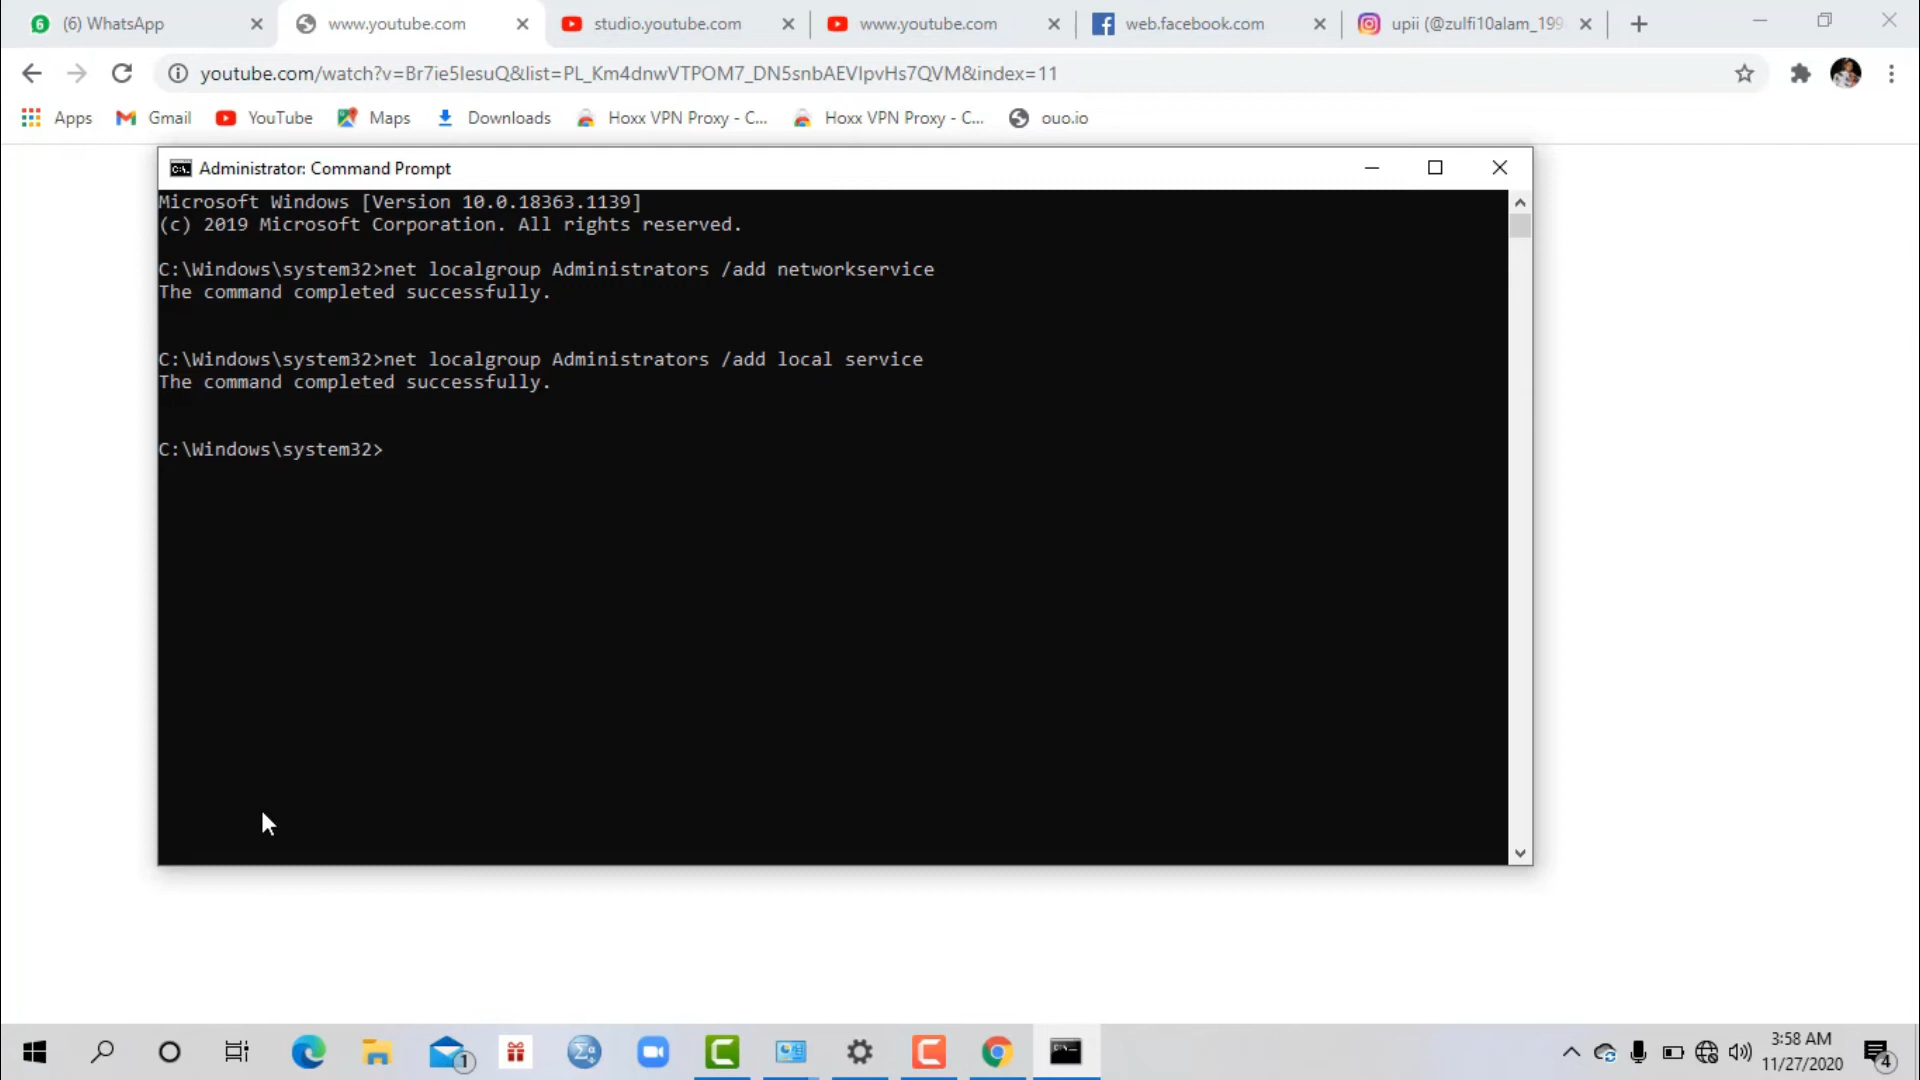 (6) WhatsApp
www.youtube.com
studio.youtube.com
www.youtube.com
web.facebook.com
upii (@zulfi10alam_199
youtube.com/watch?v=Br7ie5IesuQ&list=PL_Km4dnwVTPOM7_DN5snbAEVIpvHs7QVM&index=11
Apps
Gmail
YouTube
Maps
Downloads
Hoxx VPN Proxy - C...
Hoxx VPN Proxy - C...
ouo.io
Administrator: Command Prompt
Microsoft Windows [Version 10.0.18363.1139]
(c) 2019 Microsoft Corporation. All rights reserved.
C:\Windows\system32>net localgroup Administrators /add networkservice
The command completed successfully.
C:\Windows\system32>net localgroup Administrators /add local service
The command completed successfully.
C:\Windows\system32>
1
3:58 AM
11/27/2020
4